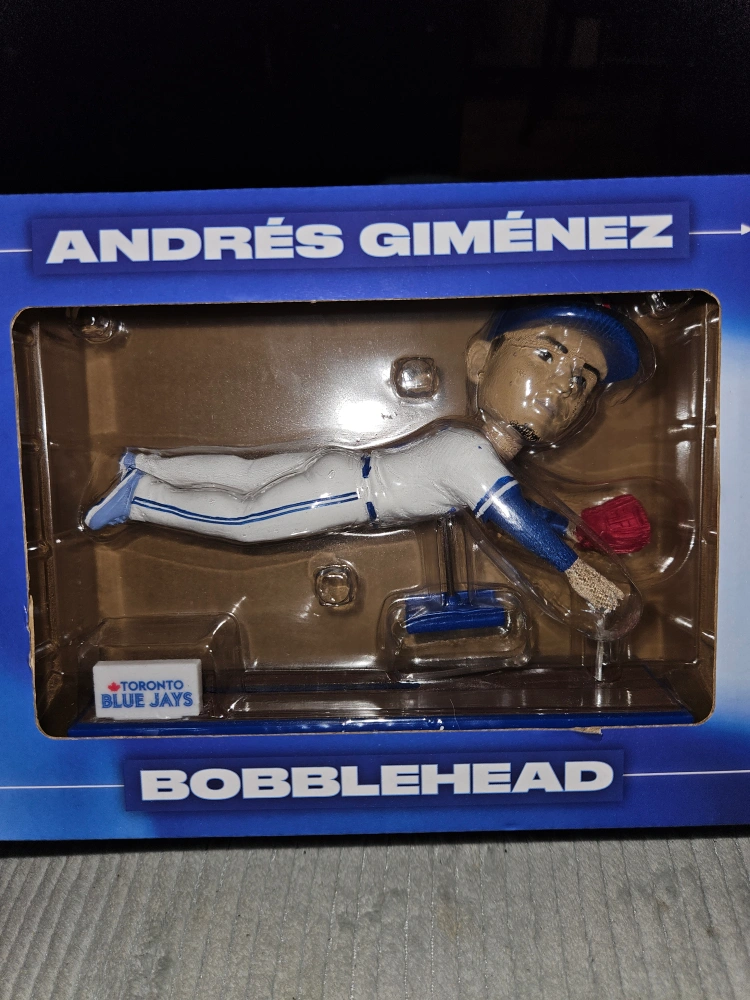 ANDRÉS GIMÉNEZ
TORONTO
BLUE JAYS
BOBBLEHEAD